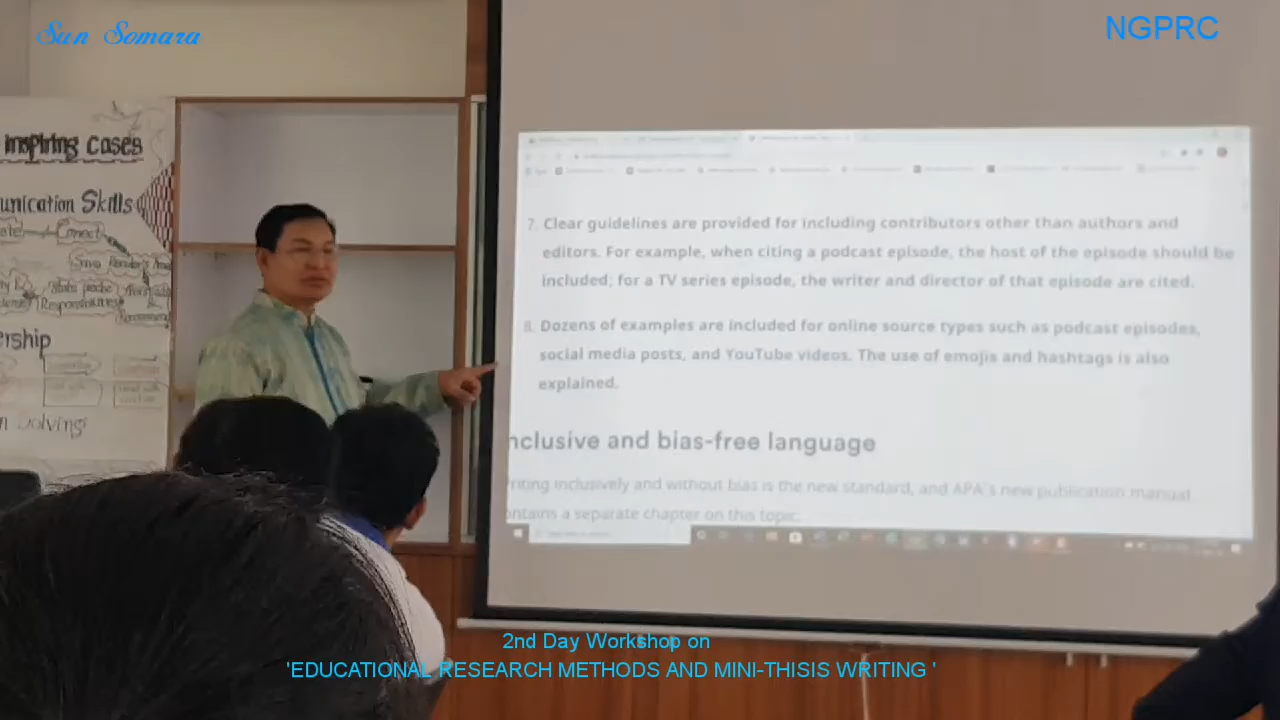 Sun Somara
NGPRC
inspiring cases
unication Skills
Connect
Responsibilities
ership
n Solving
7. Clear guidelines are provided for including contributors other than authors and
editors. For example, when citing a podcast episode, the host of the episode should be
included; for a TV series episode, the writer and director of that episode are cited.
8. Dozens of examples are included for online source types such as podcast episodes,
social media posts, and YouTube videos. The use of emojis and hashtags is also
explained.
nclusive and bias-free language
riting inclusively and without bias is the new standard, and APA's new publication manual
ontains a separate chapter on this topic.
2nd Day Workshop on
'EDUCATIONAL RESEARCH METHODS AND MINI-THISIS WRITING '